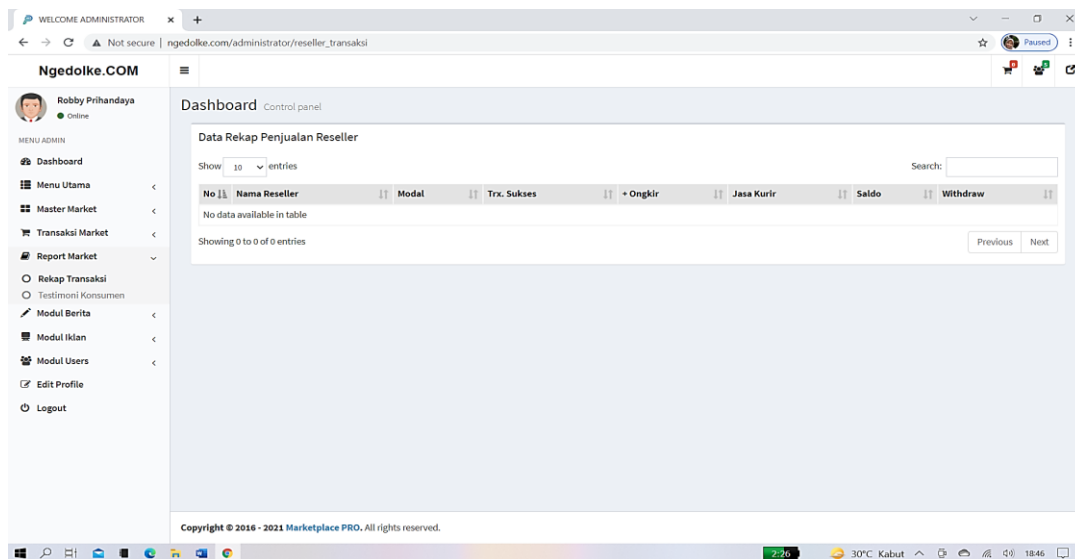 WELCOME ADMINISTRATOR
Not secure | ngedolke.com/administrator/reseller_transaksi
Paused
Ngedolke.COM
Robby Prihandaya
Online
MENU ADMIN
Dashboard
Menu Utama
Master Market
Transaksi Market
Report Market
Rekap Transaksi
Testimoni Konsumen
Modul Berita
Modul Iklan
Modul Users
Edit Profile
Logout
Dashboard Control panel
Data Rekap Penjualan Reseller
Show 10 entries
Search:
No Nama Reseller Modal Trx. Sukses + Ongkir Jasa Kurir Saldo Withdraw
No data available in table
Showing 0 to 0 of 0 entries
Previous Next
Copyright © 2016 - 2021 Marketplace PRO. All rights reserved.
2:26 30°C Kabut 18:46